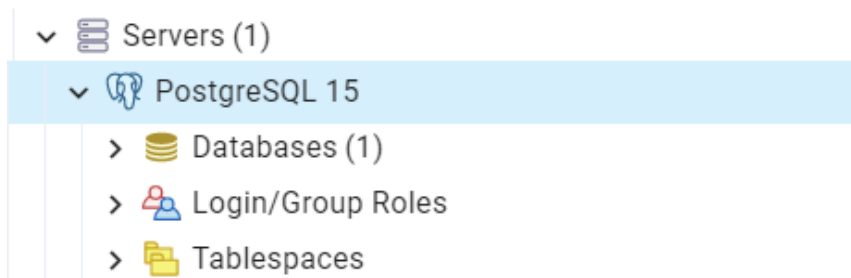 Servers (1)
PostgreSQL 15
Databases (1)
Login/Group Roles
Tablespaces